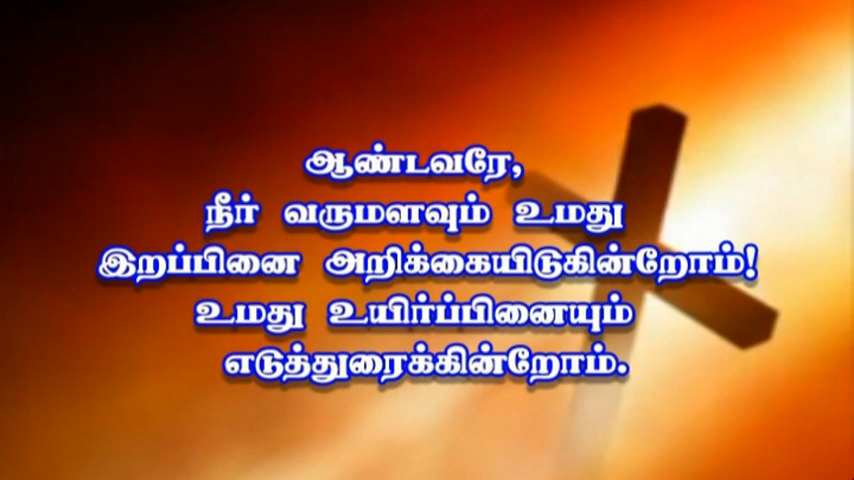 ஆண்டவரே,
நீர் வருமளவும் உமது
இறப்பினை அறிக்கையிடுகின்றோம்!
உமது உயிர்ப்பினையும்
எடுத்துரைக்கின்றோம்.